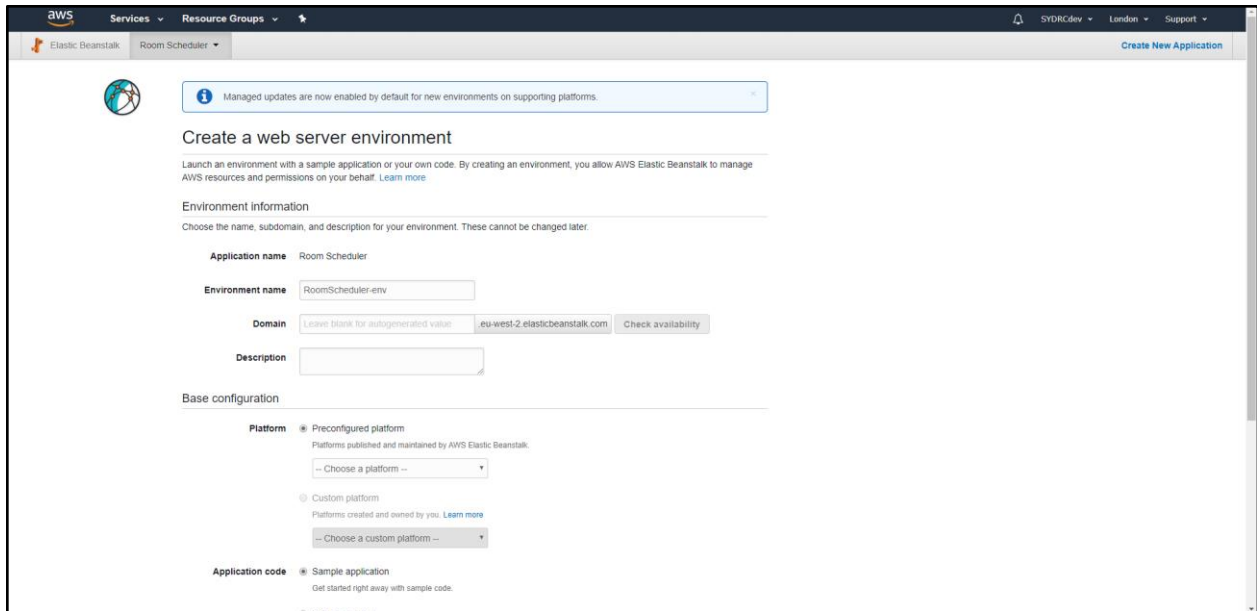 aws Services Resource Groups SYDRCdev London Support
Elastic Beanstalk Room Scheduler Create New Application
Managed updates are now enabled by default for new environments on supporting platforms.
Create a web server environment
Launch an environment with a sample application or your own code. By creating an environment, you allow AWS Elastic Beanstalk to manage
AWS resources and permissions on your behalf. Learn more
Environment information
Choose the name, subdomain, and description for your environment. These cannot be changed later.
Application name Room Scheduler
Environment name RoomScheduler-env
Domain Leave blank for autogenerated value .eu-west-2.elasticbeanstalk.com Check availability
Description
Base configuration
Platform Preconfigured platform
Platforms published and maintained by AWS Elastic Beanstalk.
-- Choose a platform --
Custom platform
Platforms created and owned by you. Learn more
-- Choose a custom platform --
Application code Sample application
Get started right away with sample code.